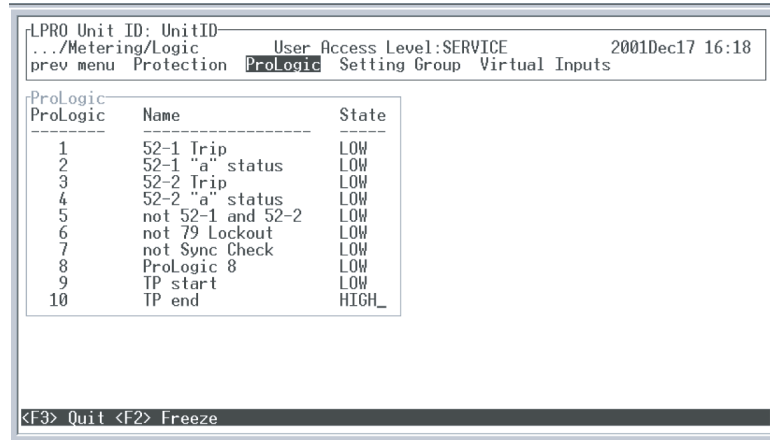 LPRO Unit ID: UnitID
.../Metering/Logic User Access Level:SERVICE 2001Dec17 16:18
prev menu Protection ProLogic Setting Group Virtual Inputs
ProLogic
ProLogic Name State
-------- ------------------ -----
1 52-1 Trip LOW
2 52-1 "a" status LOW
3 52-2 Trip LOW
4 52-2 "a" status LOW
5 not 52-1 and 52-2 LOW
6 not 79 Lockout LOW
7 not Sync Check LOW
8 ProLogic 8 LOW
9 TP start LOW
10 TP end HIGH_
<F3> Quit <F2> Freeze